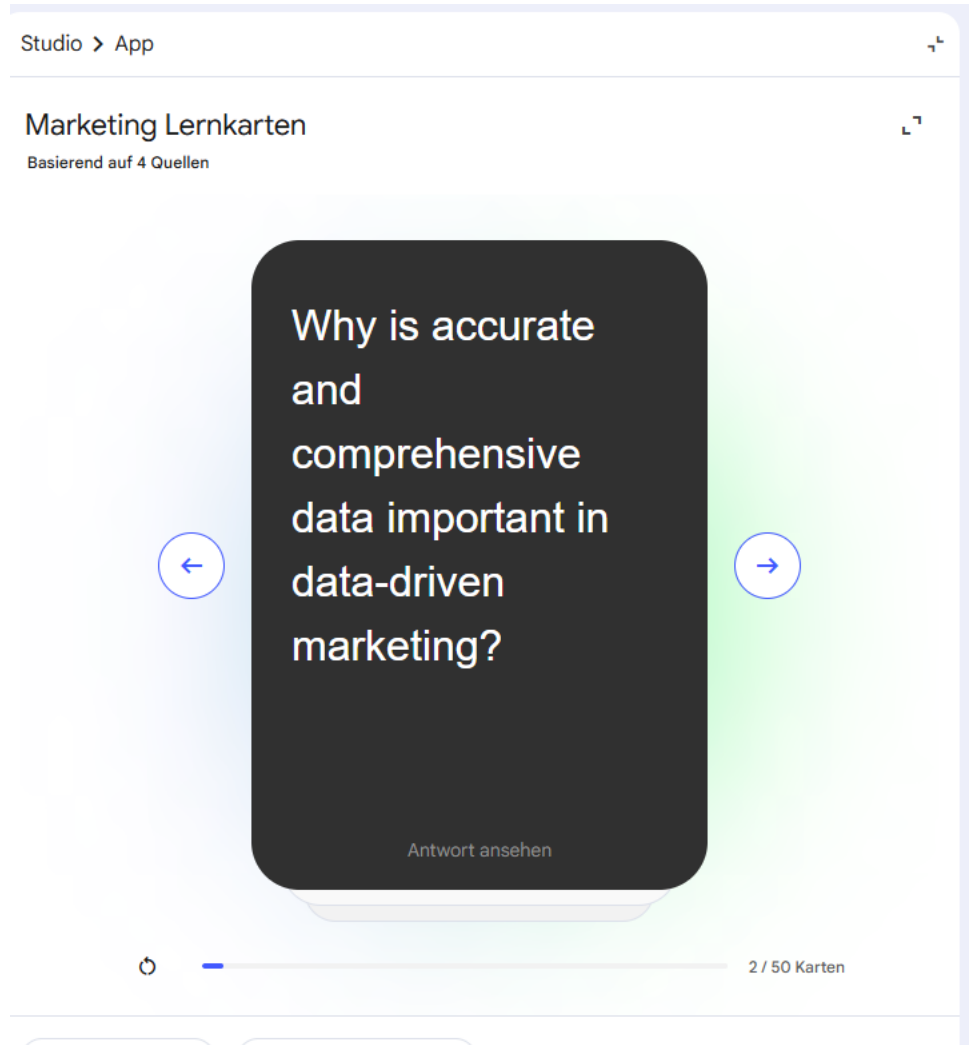 Studio > App
Marketing Lernkarten
Basierend auf 4 Quellen
Why is accurate
and
comprehensive
data important in
data-driven
marketing?
Antwort ansehen
2 / 50 Karten